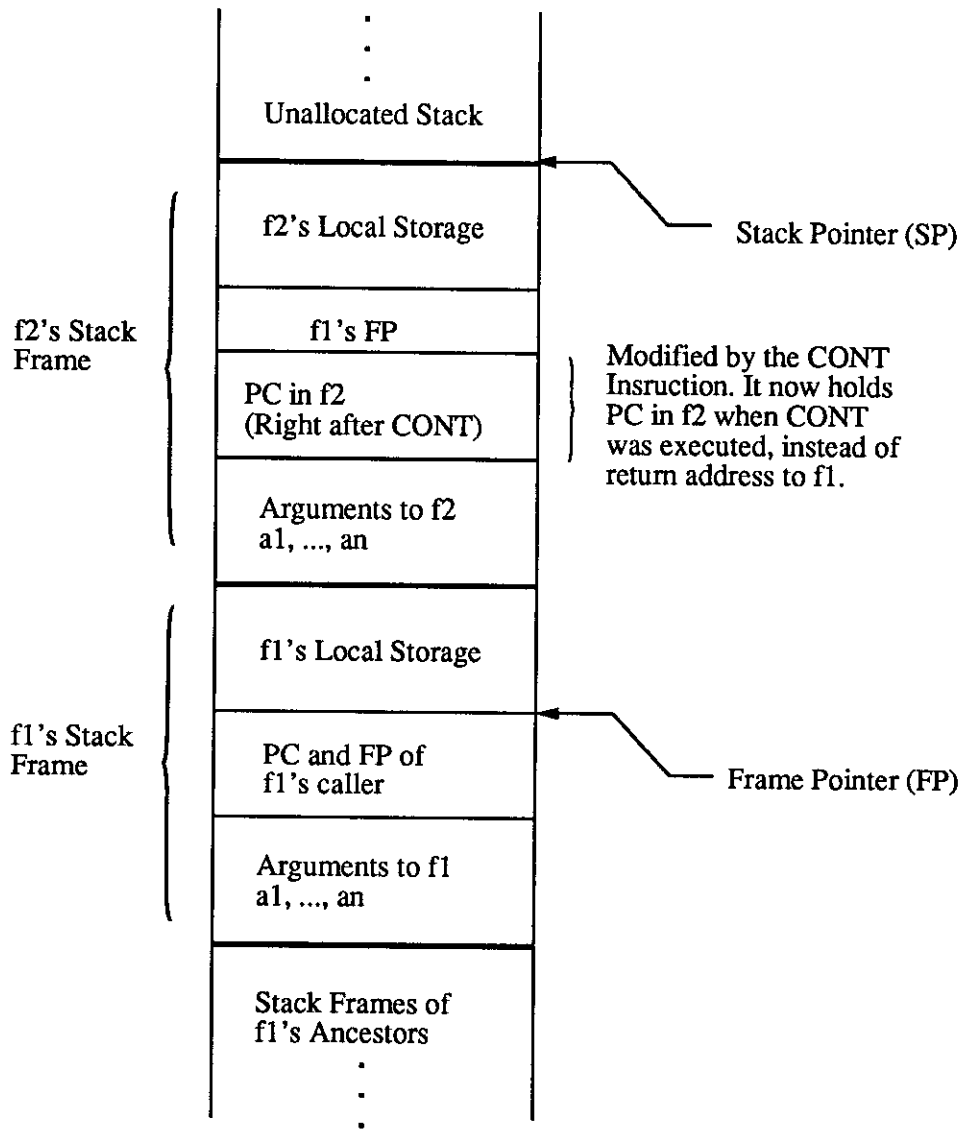 Unallocated Stack
f2's Local Storage
Stack Pointer (SP)
f2's Stack
Frame
f1's FP
PC in f2
(Right after CONT)
Modified by the CONT
Insruction. It now holds
PC in f2 when CONT
was executed, instead of
return address to f1.
Arguments to f2
a1, ..., an
f1's Local Storage
f1's Stack
Frame
PC and FP of
f1's caller
Frame Pointer (FP)
Arguments to f1
a1, ..., an
Stack Frames of
f1's Ancestors